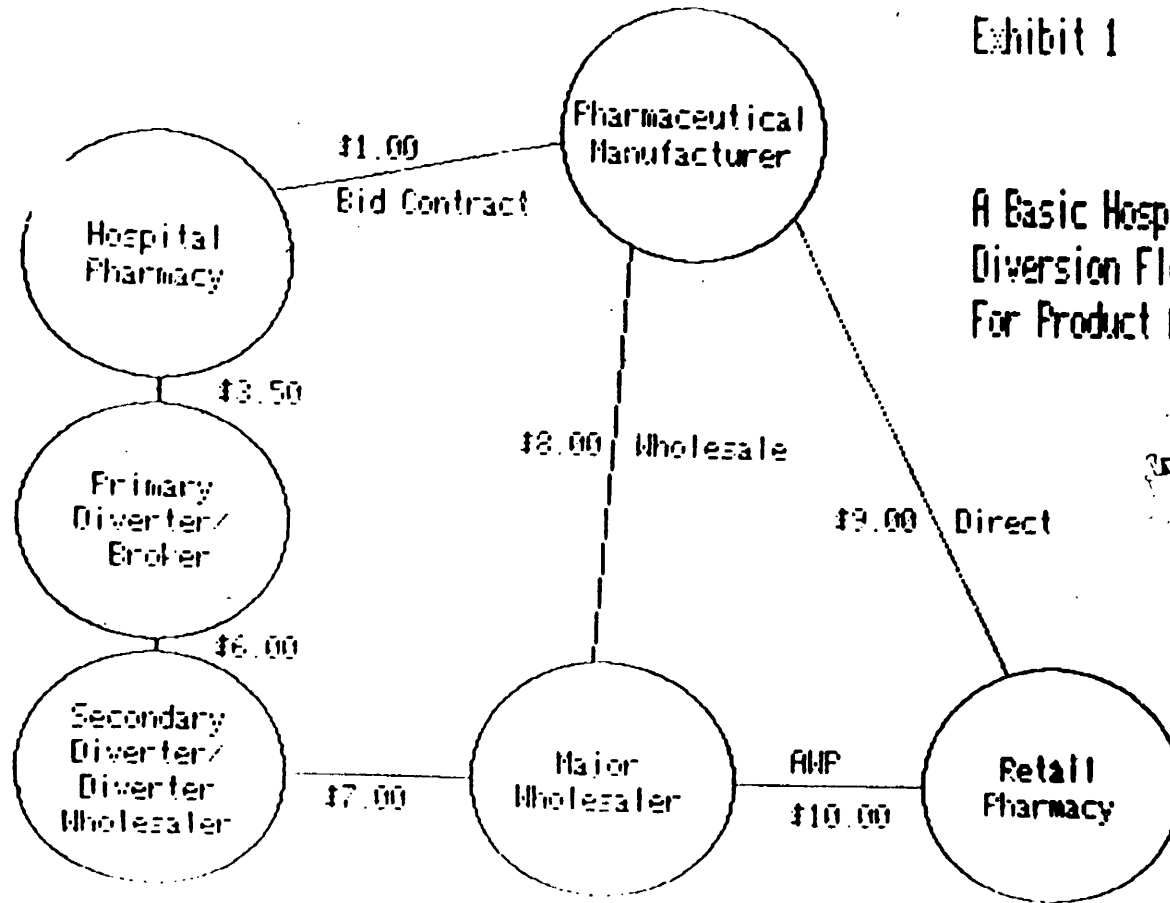 Exhibit 1
Pharmaceutical
Manufacturer
$1.00
Bid Contract
A Basic
Diversion
For Product
Hospital
Pharmacy
$3.50
$8.00 Wholesale
Primary
Diverter/
Broker
$9.00 Direct
$6.00
Secondary
Diverter/
Diverter
Wholesaler
$7.00
Major
Wholesaler
AWP
$10.00
Retail
Pharmacy